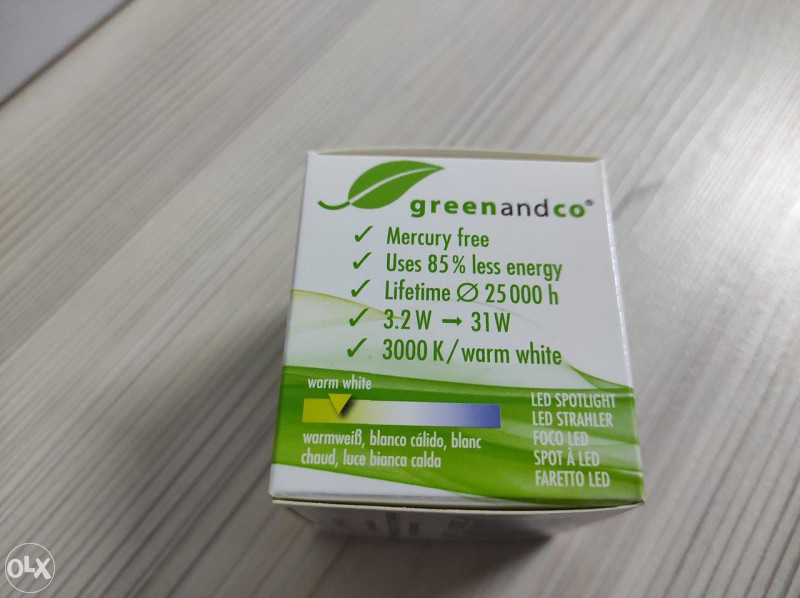 greenandco®
✓ Mercury free
✓ Uses 85% less energy
✓ Lifetime Ø 25 000 h
✓ 3.2 W → 31W
✓ 3000 K/warm white
warm white
warmweiß, blanco cálido, blanc
chaud, luce bianca calda
LED SPOTLIGHT
LED STRAHLER
FOCO LED
SPOT À LED
FARETTO LED
OLX